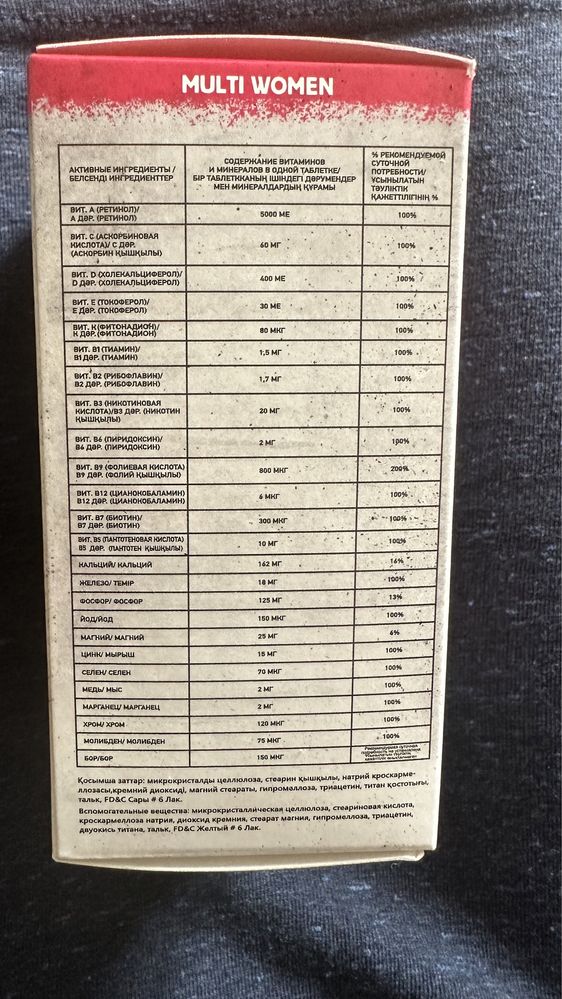 MULTI WOMEN
АКТИВНЫЕ ИНГРЕДИЕНТЫ /
БЕЛСЕНДІ ИНГРЕДИЕНТТЕР
СОДЕРЖАНИЕ ВИТАМИНОВ
И МИНЕРАЛОВ В ОДНОЙ ТАБЛЕТКЕ/
БІР ТАБЛЕТКАНЫҢ ІШІНДЕГІ ДӘРУМЕНДЕР
МЕН МИНЕРАЛДАРДЫҢ ҚҰРАМЫ
% РЕКОМЕНДУЕМОЙ
СУТОЧНОЙ
ПОТРЕБНОСТИ/
ҰСЫНЫЛАТЫН
ТӘУЛІКТІК
ҚАЖЕТТІЛІГІНІҢ %
ВИТ. А (РЕТИНОЛ)/
А ДӘР. (РЕТИНОЛ)
5000 МЕ
100%
ВИТ. С (АСКОРБИНОВАЯ
КИСЛОТА)/ С ДӘР.
(АСКОРБИН ҚЫШҚЫЛЫ)
60 МГ
100%
ВИТ. D (ХОЛЕКАЛЬЦИФЕРОЛ)/
D ДӘР. (ХОЛЕКАЛЬЦИФЕРОЛ)
400 МЕ
100%
ВИТ. Е (ТОКОФЕРОЛ)/
Е ДӘР. (ТОКОФЕРОЛ)
30 МЕ
100%
ВИТ. К (ФИТОНАДИОН)/
К ДӘР. (ФИТОНАДИОН)
80 МКГ
100%
ВИТ. В1 (ТИАМИН)/
В1 ДӘР. (ТИАМИН)
1,5 МГ
100%
ВИТ. В2 (РИБОФЛАВИН)/
В2 ДӘР. (РИБОФЛАВИН)
1,7 МГ
100%
ВИТ. В3 (НИКОТИНОВАЯ
КИСЛОТА)/В3 ДӘР. (НИКОТИН
ҚЫШҚЫЛЫ)
20 МГ
100%
ВИТ. В6 (ПИРИДОКСИН)/
В6 ДӘР. (ПИРИДОКСИН)
2 МГ
100%
ВИТ. В9 (ФОЛИЕВАЯ КИСЛОТА)
В9 ДӘР. (ФОЛИЙ ҚЫШҚЫЛЫ)
800 МКГ
200%
ВИТ. В12 (ЦИАНОКОБАЛАМИН)
В12 ДӘР. (ЦИАНОКОБАЛАМИН)
6 МКГ
100%
ВИТ. В7 (БИОТИН)/
В7 ДӘР. (БИОТИН)
300 МКГ
100%
ВИТ. В5 (ПАНТОТЕНОВАЯ КИСЛОТА)
В5 ДӘР. (ПАНТОТЕН ҚЫШҚЫЛЫ)
10 МГ
100%
КАЛЬЦИЙ/ КАЛЬЦИЙ
162 МГ
16%
ЖЕЛЕЗО/ ТЕМІР
18 МГ
100%
ФОСФОР/ ФОСФОР
125 МГ
13%
ЙОД/ЙОД
150 МКГ
100%
МАГНИЙ/ МАГНИЙ
25 МГ
6%
ЦИНК/ МЫРЫШ
15 МГ
100%
СЕЛЕН/ СЕЛЕН
70 МКГ
100%
МЕДЬ/ МЫС
2 МГ
100%
МАРГАНЕЦ/ МАРГАНЕЦ
2 МГ
100%
ХРОМ/ ХРОМ
120 МКГ
100%
МОЛИБДЕН/ МОЛИБДЕН
75 МКГ
100%
БОР/БОР
150 МКГ
Рекомендуемая суточная
потребность не установлена
Қосымша заттар: микрокристалды целлюлоза, стеарин қышқылы, натрий кроскарме-
ллозасы,кремний диоксиді, магний стеараты, гипромеллоза, триацетин, титан қостотығы,
тальк, FD&C Сары # 6 Лак.
Вспомогательные вещества: микрокристаллическая целлюлоза, стеариновая кислота,
кроскармеллоза натрия, диоксид кремния, стеарат магния, гипромеллоза, триацетин,
двуокись титана, тальк, FD&C Желтый # 6 Лак.